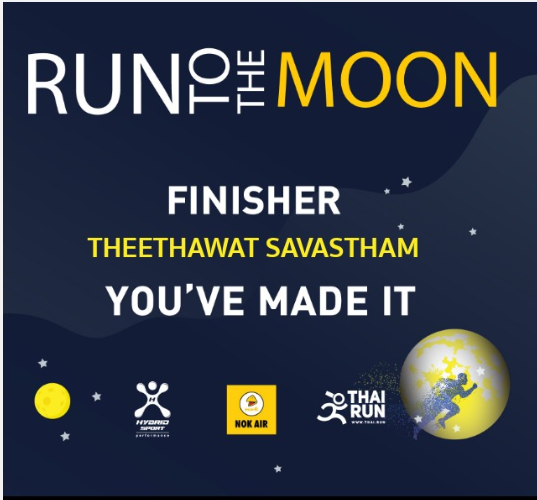 RUN TO THE MOON
FINISHER
THEETHAWAT SAVASTHAM
YOU'VE MADE IT
HYBRID
SPORT
performance
NOK AIR
THAI
RUN
WWW.THAI.RUN